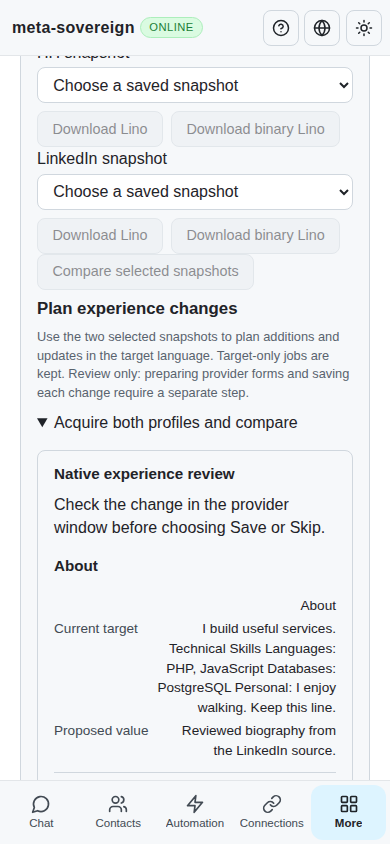 meta-sovereign ONLINE
snapshot
Choose a saved snapshot
Download Lino Download binary Lino
LinkedIn snapshot
Choose a saved snapshot
Download Lino Download binary Lino
Compare selected snapshots
Plan experience changes
Use the two selected snapshots to plan additions and
updates in the target language. Target-only jobs are
kept. Review only: preparing provider forms and saving
each change require a separate step.
▼ Acquire both profiles and compare
Native experience review
Check the change in the provider
window before choosing Save or Skip.
About
About
Current target I build useful services.
Technical Skills Languages:
PHP, JavaScript Databases:
PostgreSQL Personal: I enjoy
walking. Keep this line.
Proposed value Reviewed biography from
the LinkedIn source.
Chat Contacts Automation Connections More